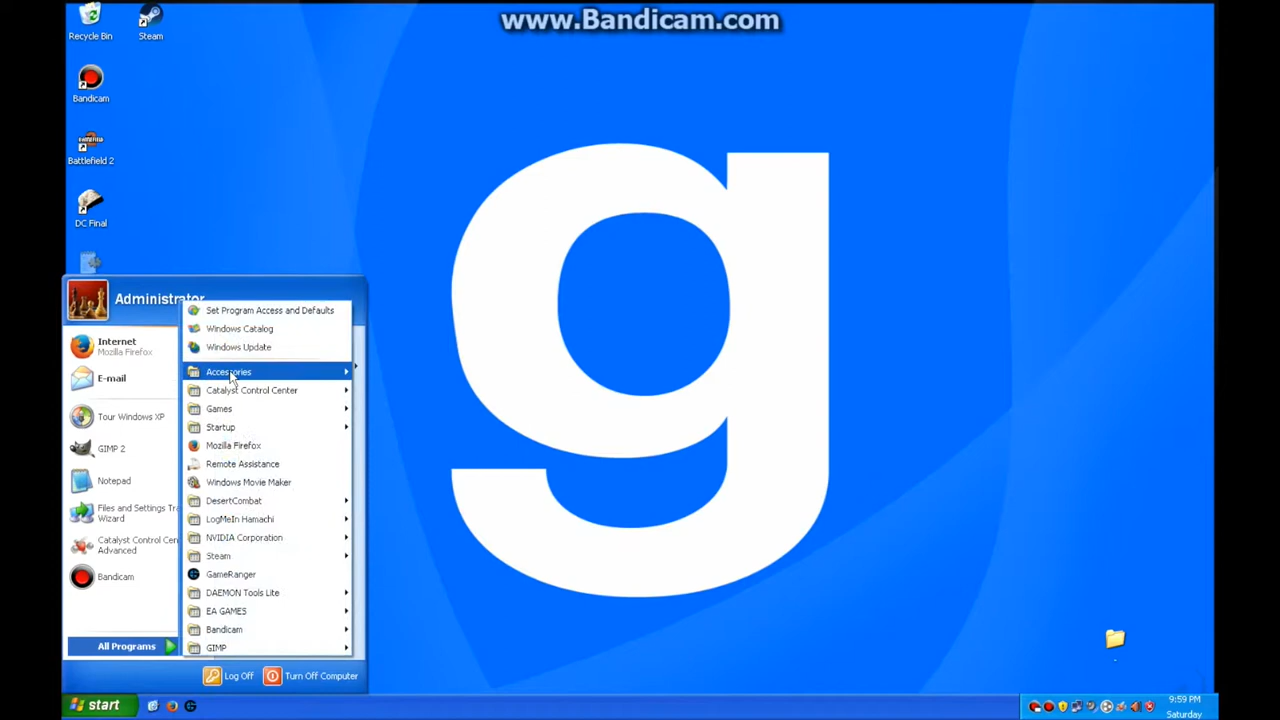 www.Bandicam.com
Recycle Bin
Steam
Bandicam
Battlefield 2
DC Final
g
Administrator
Internet
Mozilla Firefox
E-mail
Tour Windows XP
GIMP 2
Notepad
Files and Settings Tra
Wizard
Catalyst Control Cen
Advanced
Bandicam
All Programs
Set Program Access and Defaults
Windows Catalog
Windows Update
Accessories
Catalyst Control Center
Games
Startup
Mozilla Firefox
Remote Assistance
Windows Movie Maker
DesertCombat
LogMeIn Hamachi
NVIDIA Corporation
Steam
GameRanger
DAEMON Tools Lite
EA GAMES
Bandicam
GIMP
Log Off
Turn Off Computer
start
9:59 PM
Saturday